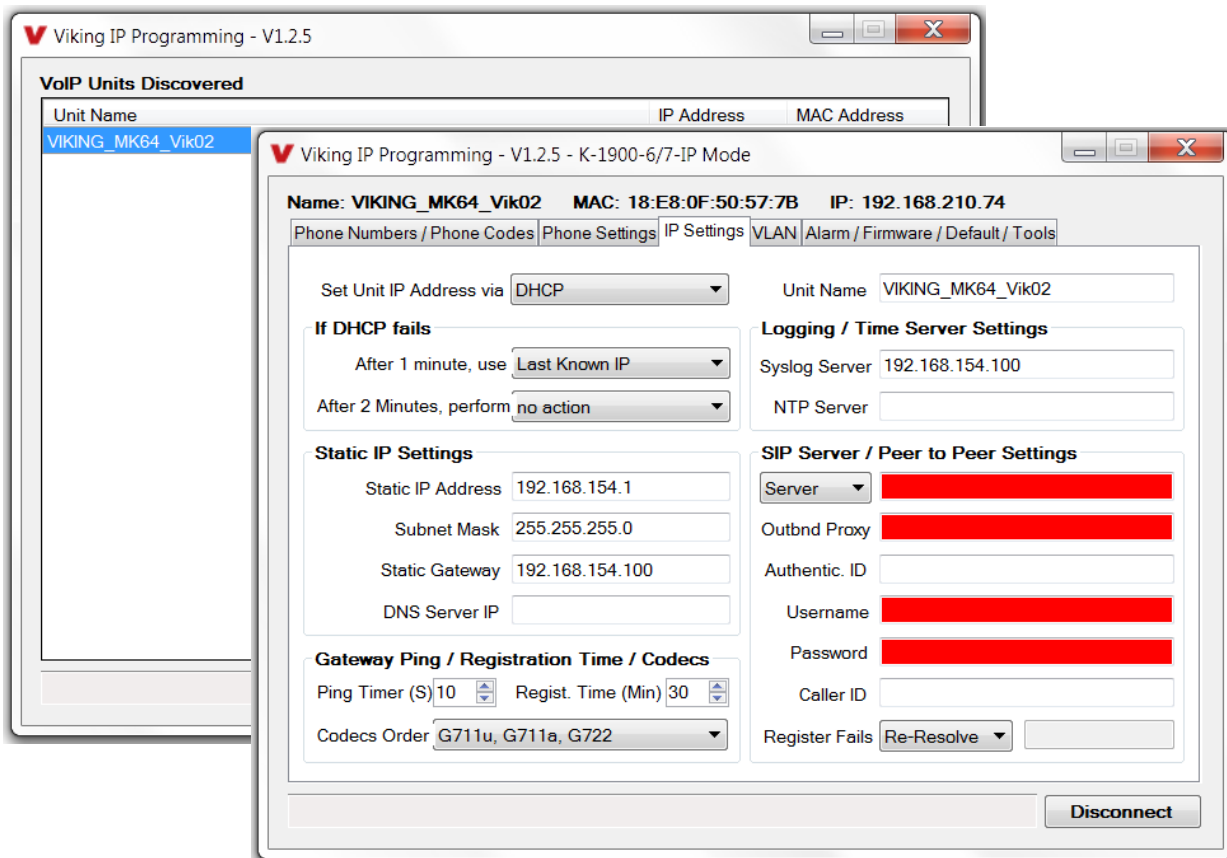 Viking IP Programming - V1.2.5
VoIP Units Discovered
Unit Name IP Address MAC Address
VIKING_MK64_Vik02
Viking IP Programming - V1.2.5 - K-1900-6/7-IP Mode
Name: VIKING_MK64_Vik02 MAC: 18:E8:0F:50:57:7B IP: 192.168.210.74
Phone Numbers / Phone Codes Phone Settings IP Settings VLAN Alarm / Firmware / Default / Tools
Set Unit IP Address via DHCP
If DHCP fails
After 1 minute, use Last Known IP
After 2 Minutes, perform no action
Static IP Settings
Static IP Address 192.168.154.1
Subnet Mask 255.255.255.0
Static Gateway 192.168.154.100
DNS Server IP
Gateway Ping / Registration Time / Codecs
Ping Timer (S) 10 Regist. Time (Min) 30
Codecs Order G711u, G711a, G722
Unit Name VIKING_MK64_Vik02
Logging / Time Server Settings
Syslog Server 192.168.154.100
NTP Server
SIP Server / Peer to Peer Settings
Server
Outbnd Proxy
Authentic. ID
Username
Password
Caller ID
Register Fails Re-Resolve
Disconnect